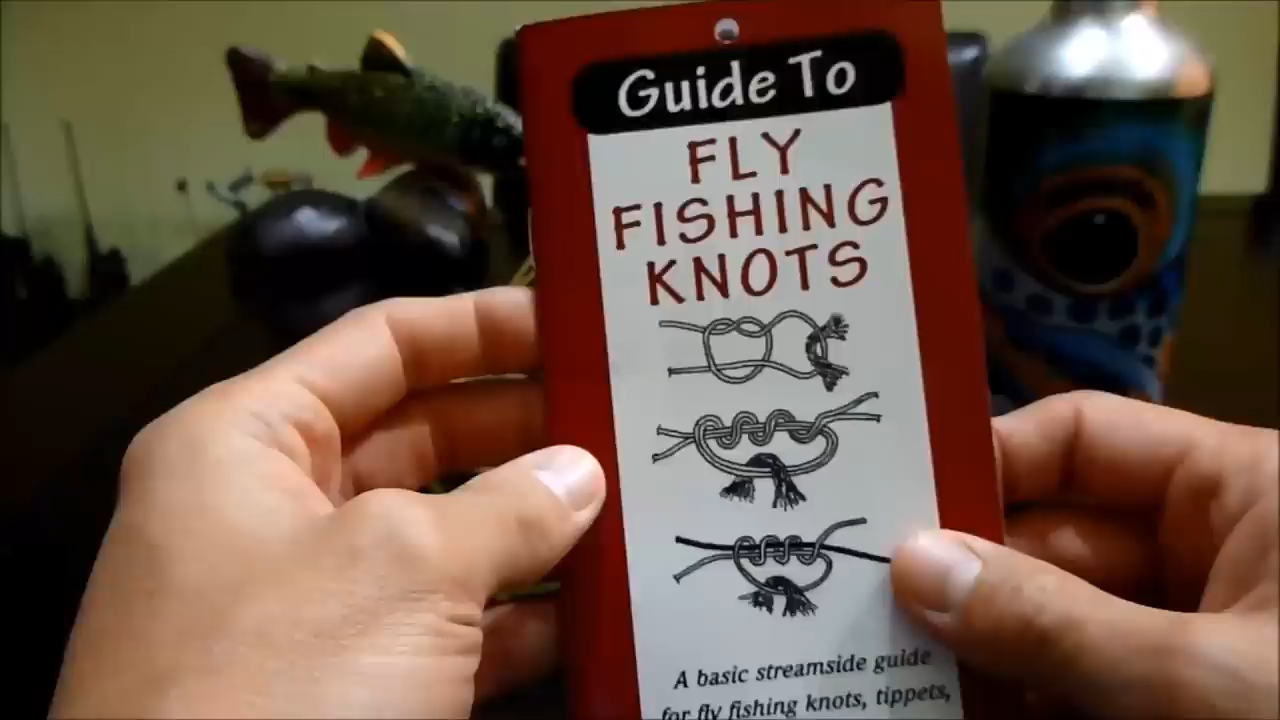 Guide To
FLY
FISHING
KNOTS
A basic streamside guide
for fly fishing knots, tippets,